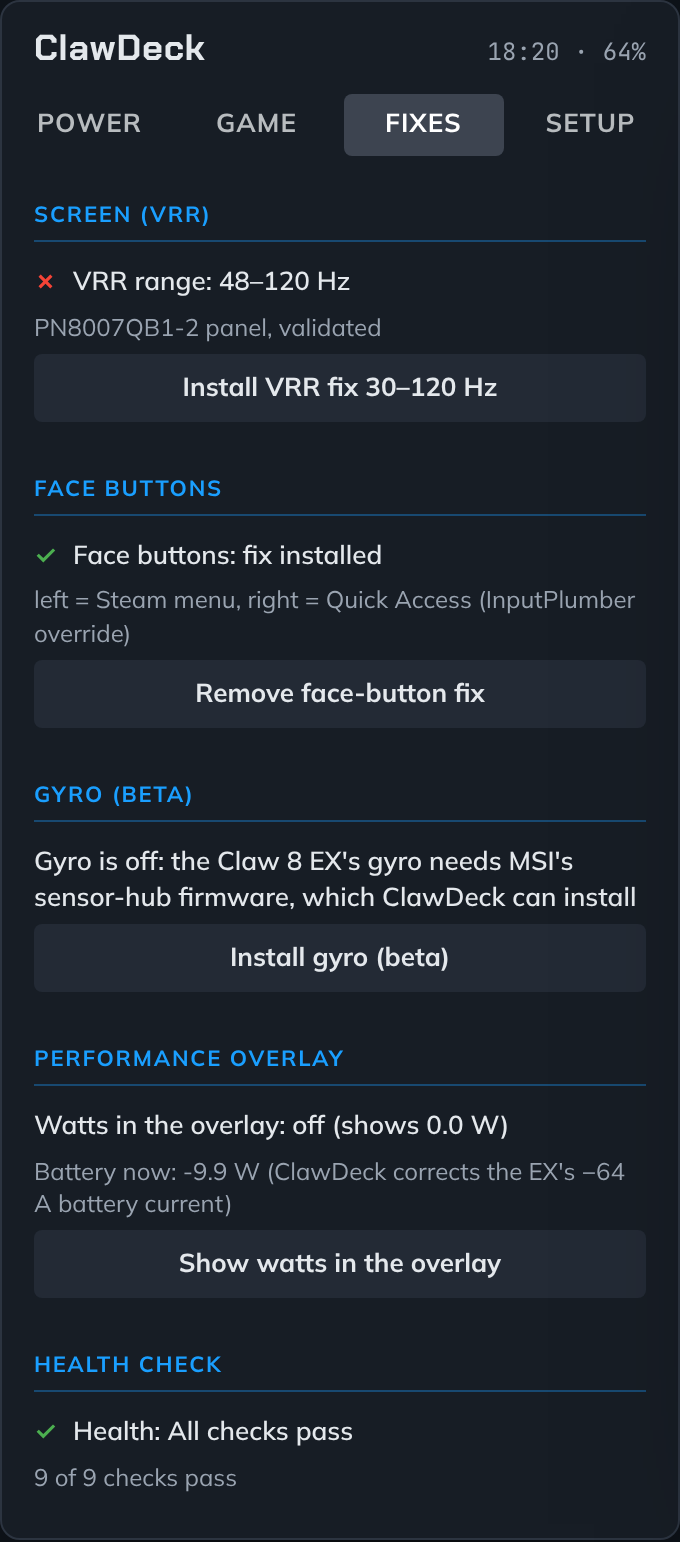 ClawDeck
18:20 · 64%
POWER GAME FIXES SETUP
SCREEN (VRR)
× VRR range: 48–120 Hz
PN8007QB1-2 panel, validated
Install VRR fix 30–120 Hz
FACE BUTTONS
✓ Face buttons: fix installed
left = Steam menu, right = Quick Access (InputPlumber
override)
Remove face-button fix
GYRO (BETA)
Gyro is off: the Claw 8 EX's gyro needs MSI's
sensor-hub firmware, which ClawDeck can install
Install gyro (beta)
PERFORMANCE OVERLAY
Watts in the overlay: off (shows 0.0 W)
Battery now: -9.9 W (ClawDeck corrects the EX's −64
A battery current)
Show watts in the overlay
HEALTH CHECK
✓ Health: All checks pass
9 of 9 checks pass